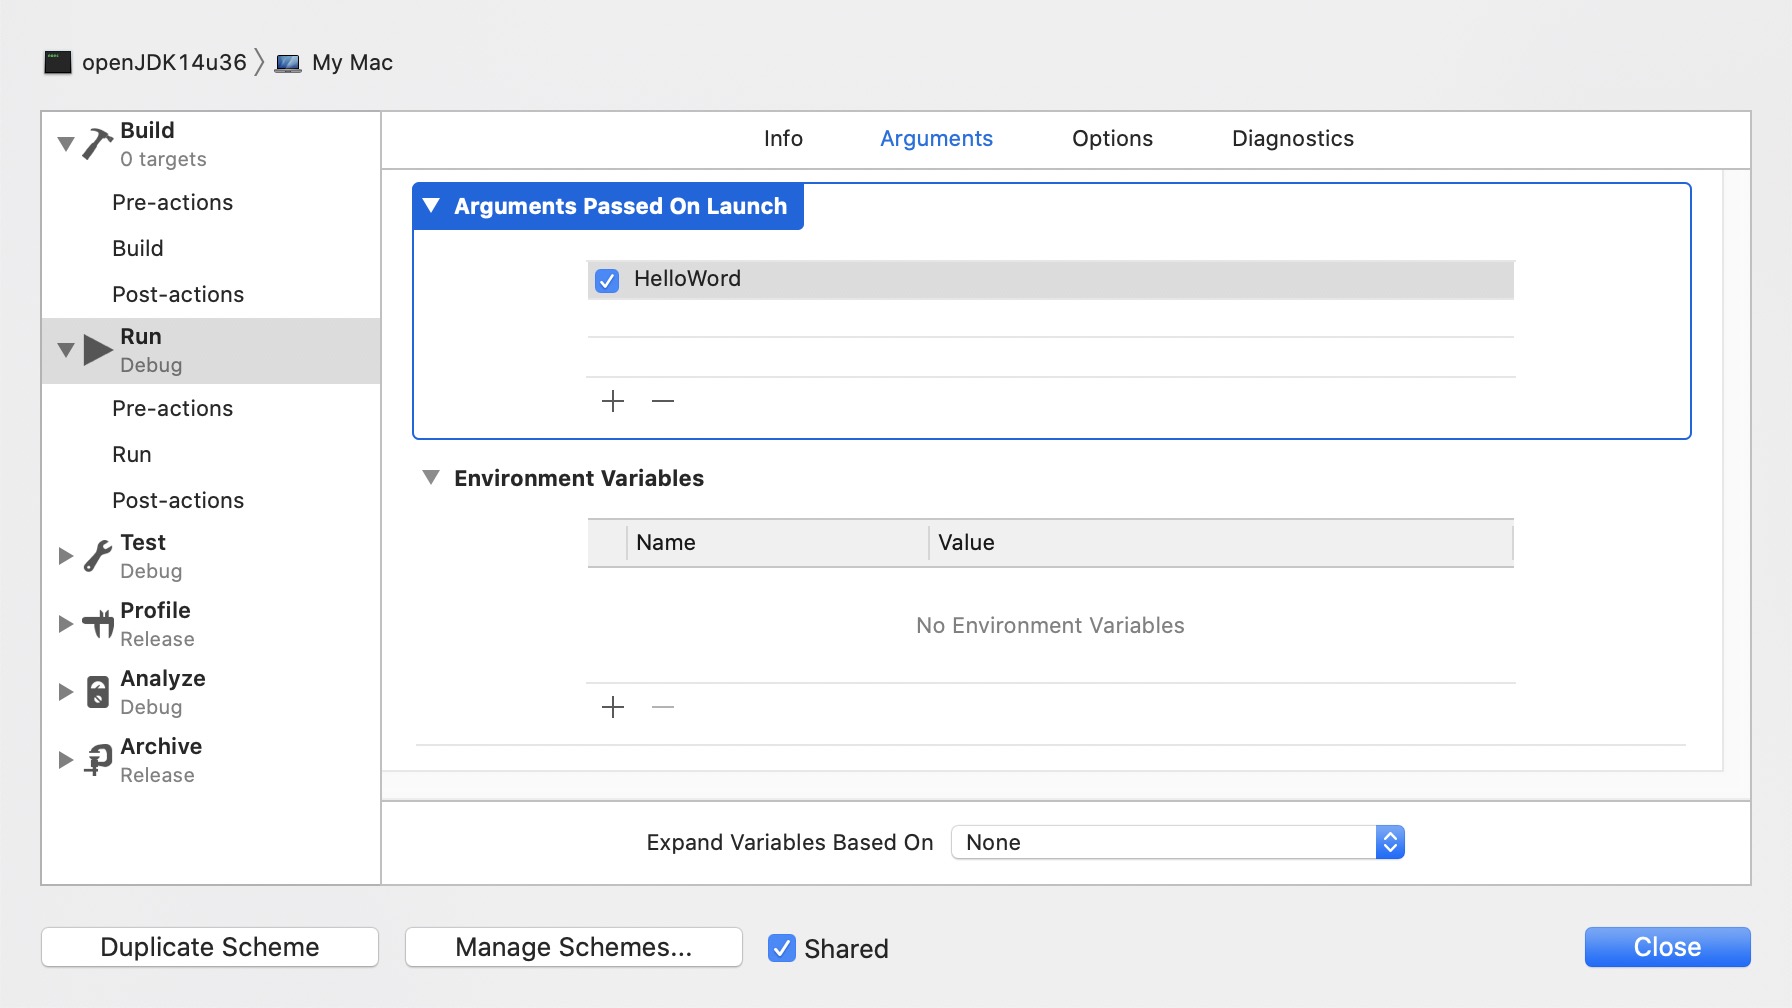 openJDK14u36 〉 My Mac
Build
0 targets
Pre-actions
Build
Post-actions
Run
Debug
Pre-actions
Run
Post-actions
Test
Debug
Profile
Release
Analyze
Debug
Archive
Release
Info Arguments Options Diagnostics
Arguments Passed On Launch
HelloWord
Environment Variables
Name Value
No Environment Variables
Expand Variables Based On None
Duplicate Scheme Manage Schemes... Shared Close